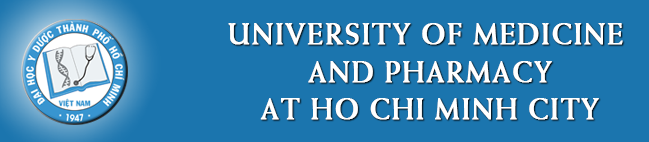 ĐẠI HỌC Y DƯỢC THÀNH PHỐ HỒ CHÍ MINH
VIỆT NAM
· 1947 ·
UNIVERSITY OF MEDICINE
AND PHARMACY
AT HO CHI MINH CITY